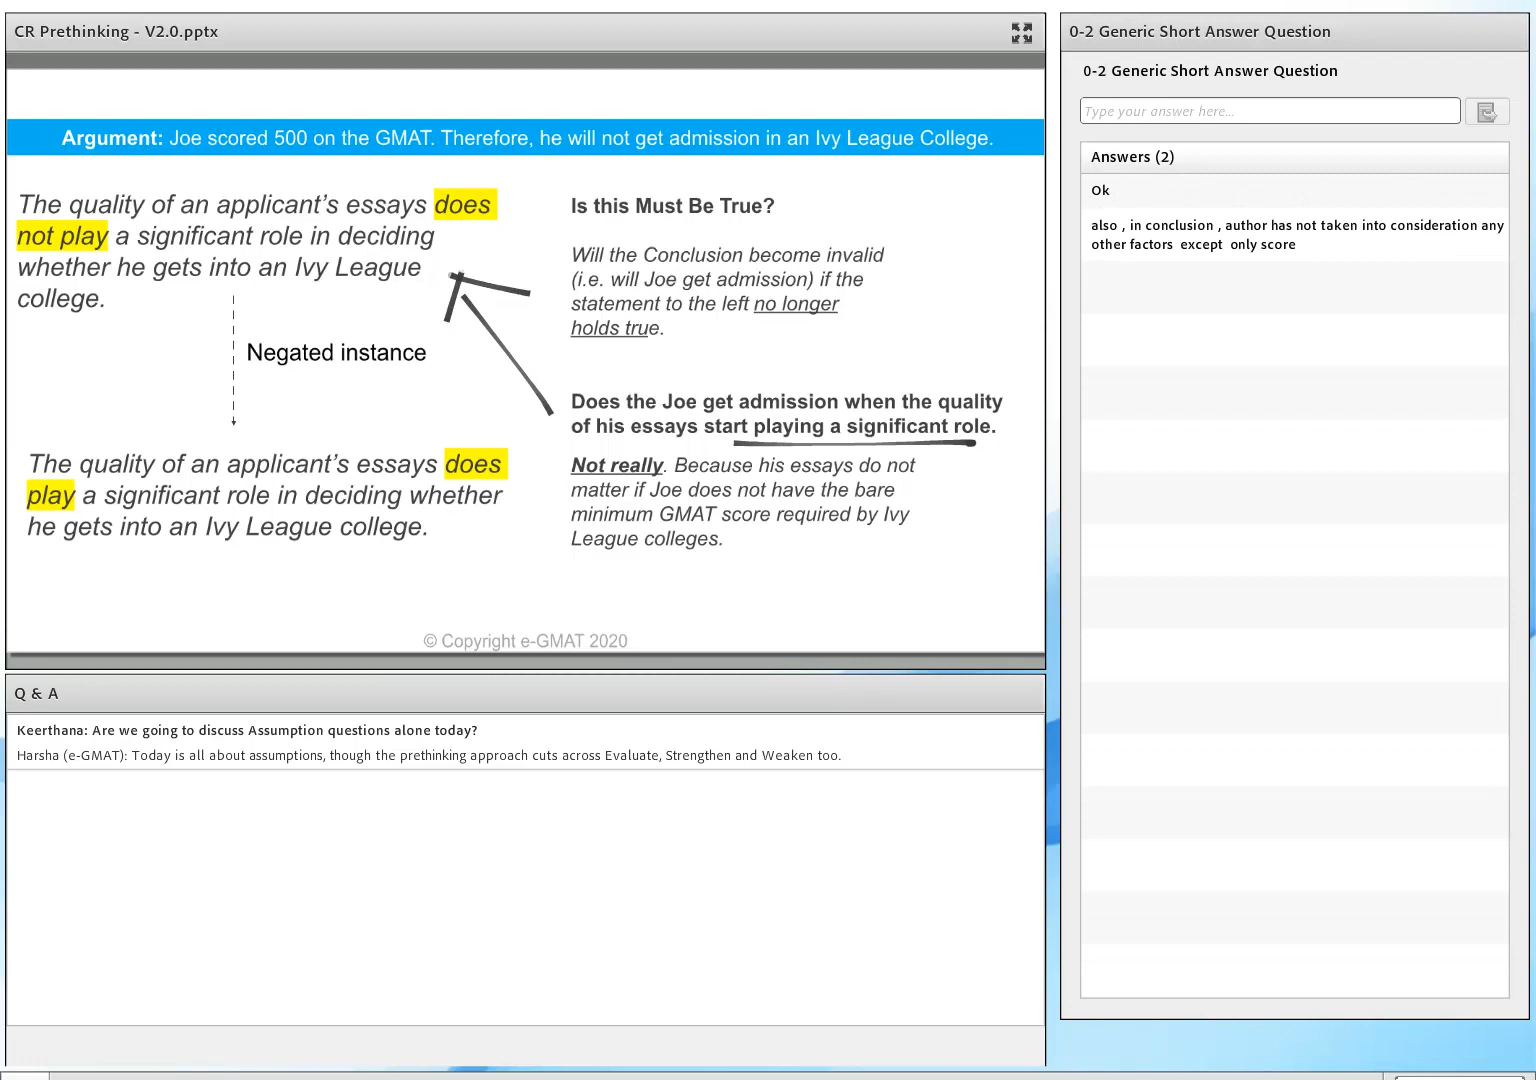 CR Prethinking - V2.0.pptx
Argument: Joe scored 500 on the GMAT. Therefore, he will not get admission in an Ivy League College.
The quality of an applicant’s essays does
not play a significant role in deciding
whether he gets into an Ivy League
college.
Negated instance
The quality of an applicant’s essays does
play a significant role in deciding whether
he gets into an Ivy League college.
Is this Must Be True?
Will the Conclusion become invalid
(i.e. will Joe get admission) if the
statement to the left no longer
holds true.
Does the Joe get admission when the quality
of his essays start playing a significant role.
Not really. Because his essays do not
matter if Joe does not have the bare
minimum GMAT score required by Ivy
League colleges.
© Copyright e-GMAT 2020
Q & A
Keerthana: Are we going to discuss Assumption questions alone today?
Harsha (e-GMAT): Today is all about assumptions, though the prethinking approach cuts across Evaluate, Strengthen and Weaken too.
0-2 Generic Short Answer Question
0-2 Generic Short Answer Question
Type your answer here...
Answers (2)
Ok
also , in conclusion , author has not taken into consideration any
other factors except only score